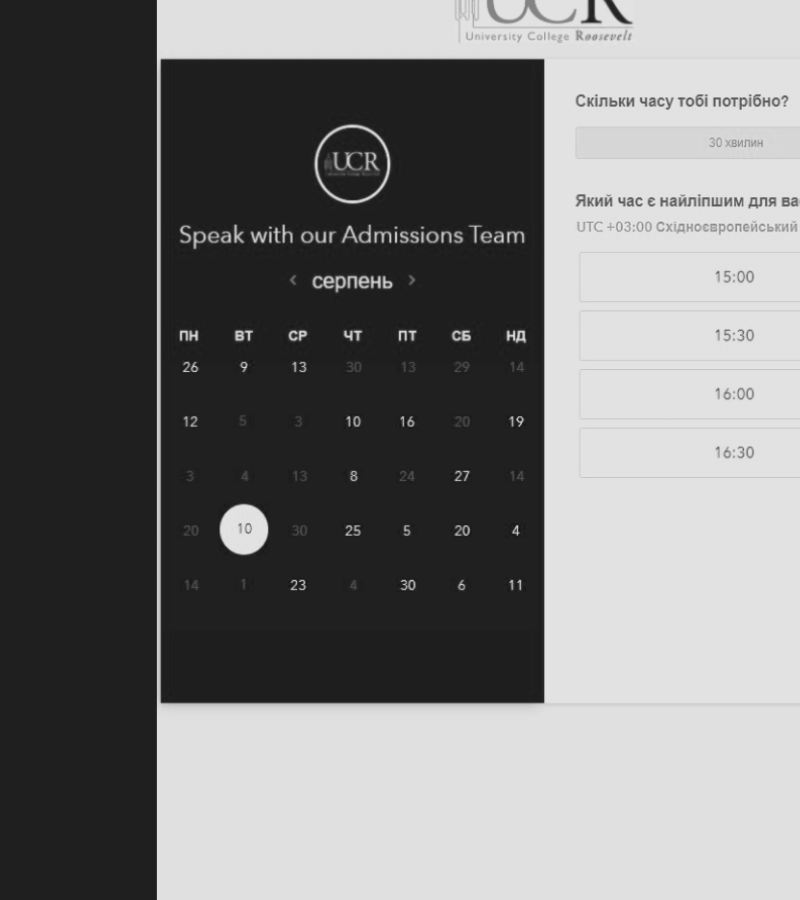 UCR
University College Roosevelt
UCR
Speak with our Admissions Team
‹ серпень ›
ПН ВТ СР ЧТ ПТ СБ НД
26 9 13 30 13 29 14
12 5 3 10 16 20 19
3 4 13 8 24 27 14
20 10 30 25 5 20 4
14 1 23 4 30 6 11
Скільки часу тобі потрібно?
30 хвилин
Який час є найліпшим для ва
UTC +03:00 Східноєвропейський
15:00
15:30
16:00
16:30